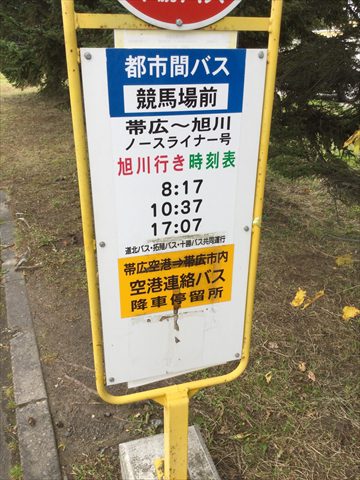 都市間バス
競馬場前
帯広〜旭川
ノースライナー号
旭川行き時刻表
8:17
10:37
17:07
道北バス・拓殖バス・十勝バス共同運行
帯広空港⇒帯広市内
空港連絡バス
降車停留所